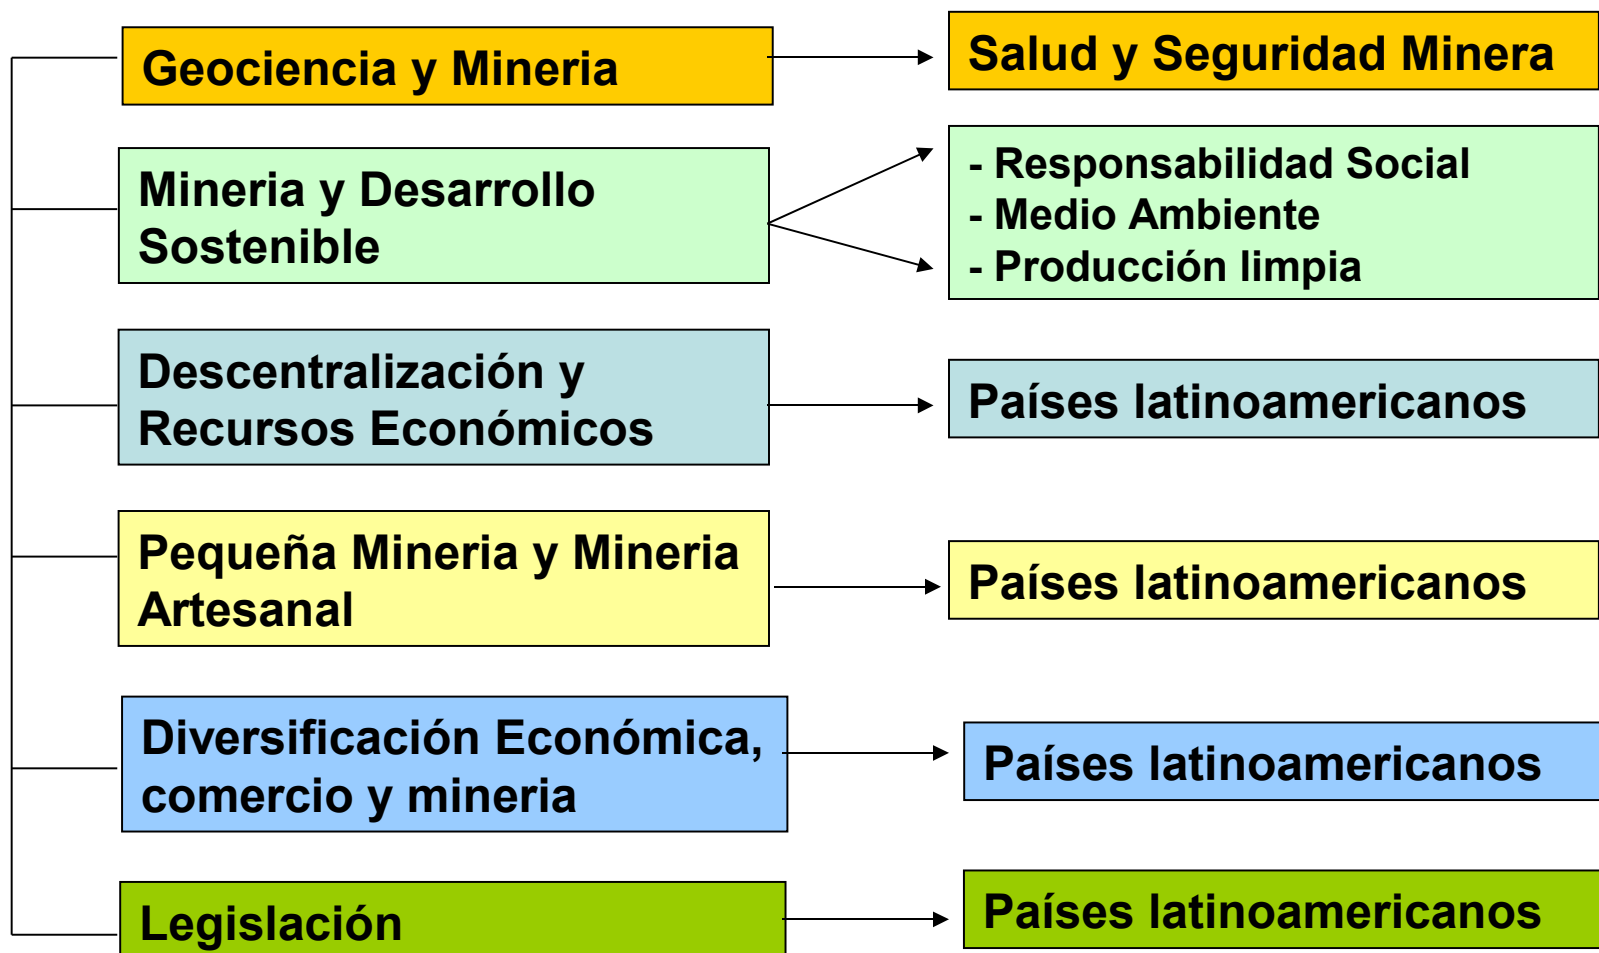 Geociencia y Mineria
Salud y Seguridad Minera
Mineria y Desarrollo
Sostenible
- Responsabilidad Social
- Medio Ambiente
- Producción limpia
Descentralización y
Recursos Económicos
Países latinoamericanos
Pequeña Mineria y Mineria
Artesanal
Países latinoamericanos
Diversificación Económica,
comercio y mineria
Países latinoamericanos
Legislación
Países latinoamericanos